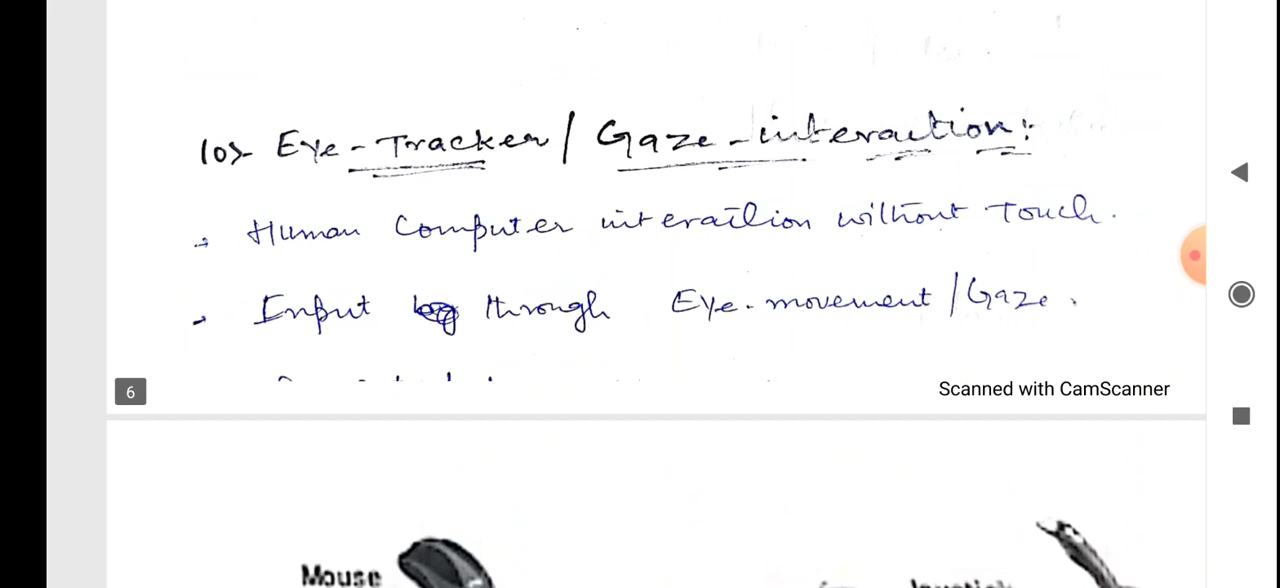 10>- Eye-Tracker / Gaze-interaction:-
→ Human Computer interaction without Touch.
→ Input through Eye-movement/Gaze.
6
Scanned with CamScanner
Mouse